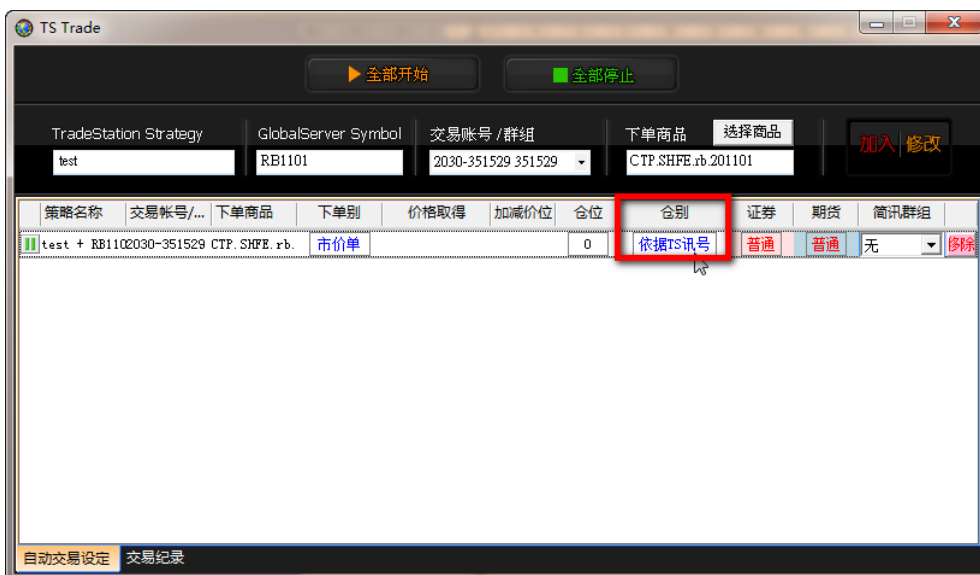 TS Trade
全部开始 全部停止
TradeStation Strategy GlobalServer Symbol 交易账号 / 群组 下单商品 选择商品
test RB1101 2030-351529 351529 CTP.SHFE.rb.201101 加入 修改
策略名称 交易帐号/... 下单商品 下单别 价格取得 加减价位 仓位 仓别 证券 期货 简讯群组
test + RB110 2030-351529 CTP.SHFE.rb. 市价单 0 依据TS讯号 普通 普通 无 移除
自动交易设定 交易纪录